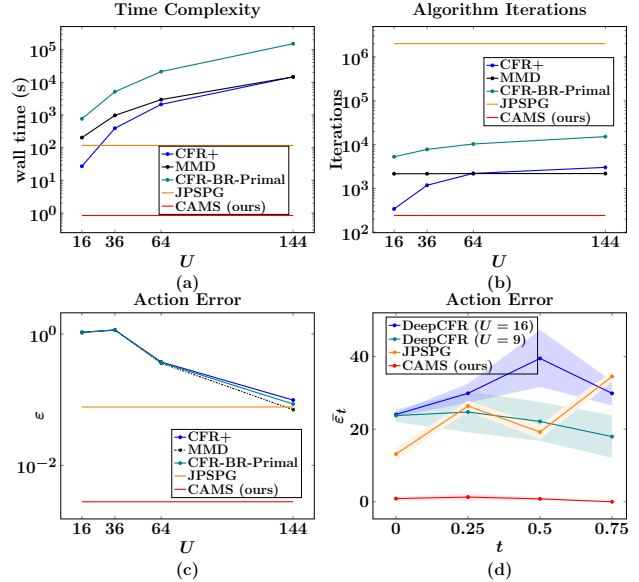 Time Complexity
wall time (s)
10^5
10^4
10^3
10^2
10^1
10^0
CFR+
MMD
CFR-BR-Primal
JPSPG
CAMS (ours)
16 36 64 144
U
(a)
Algorithm Iterations
Iterations
10^6
10^6
10^4
10^3
10^2
CFR+
MMD
CFR-BR-Primal
JPSPG
CAMS (ours)
16 36 64 144
U
(b)
Action Error
ε
10^0
10^−2
CFR+
MMD
CFR-BR-Primal
JPSPG
CAMS (ours)
16 36 64 144
U
(c)
Action Error
ε̄_t
40
20
0
DeepCFR (U = 16)
DeepCFR (U = 9)
JPSPG
CAMS (ours)
0 0.25 0.5 0.75
t
(d)